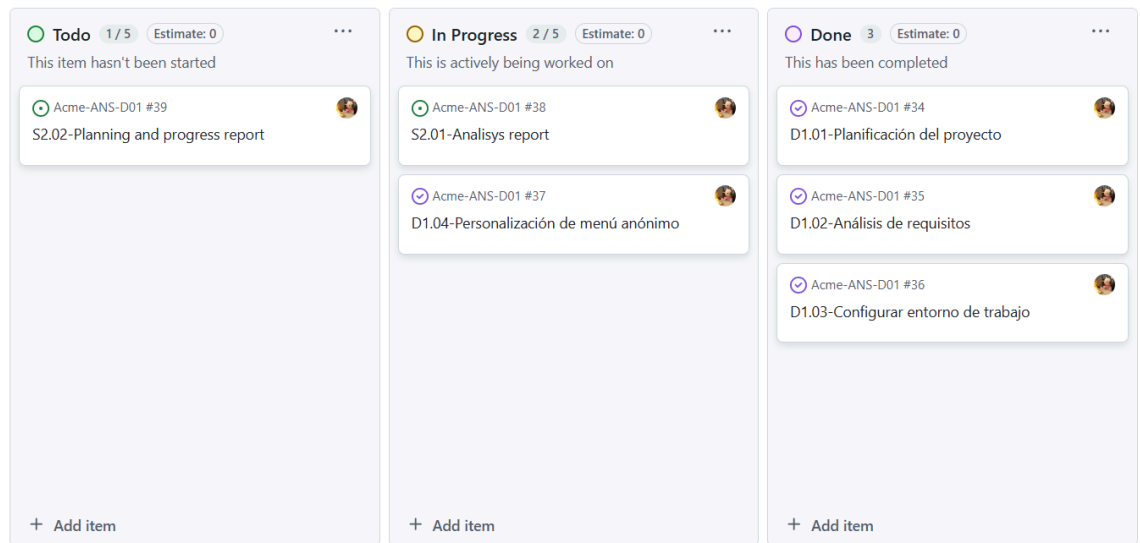 Todo 1 / 5 Estimate: 0
This item hasn't been started
Acme-ANS-D01 #39
S2.02-Planning and progress report
+ Add item
In Progress 2 / 5 Estimate: 0
This is actively being worked on
Acme-ANS-D01 #38
S2.01-Analisys report
Acme-ANS-D01 #37
D1.04-Personalización de menú anónimo
+ Add item
Done 3 Estimate: 0
This has been completed
Acme-ANS-D01 #34
D1.01-Planificación del proyecto
Acme-ANS-D01 #35
D1.02-Análisis de requisitos
Acme-ANS-D01 #36
D1.03-Configurar entorno de trabajo
+ Add item